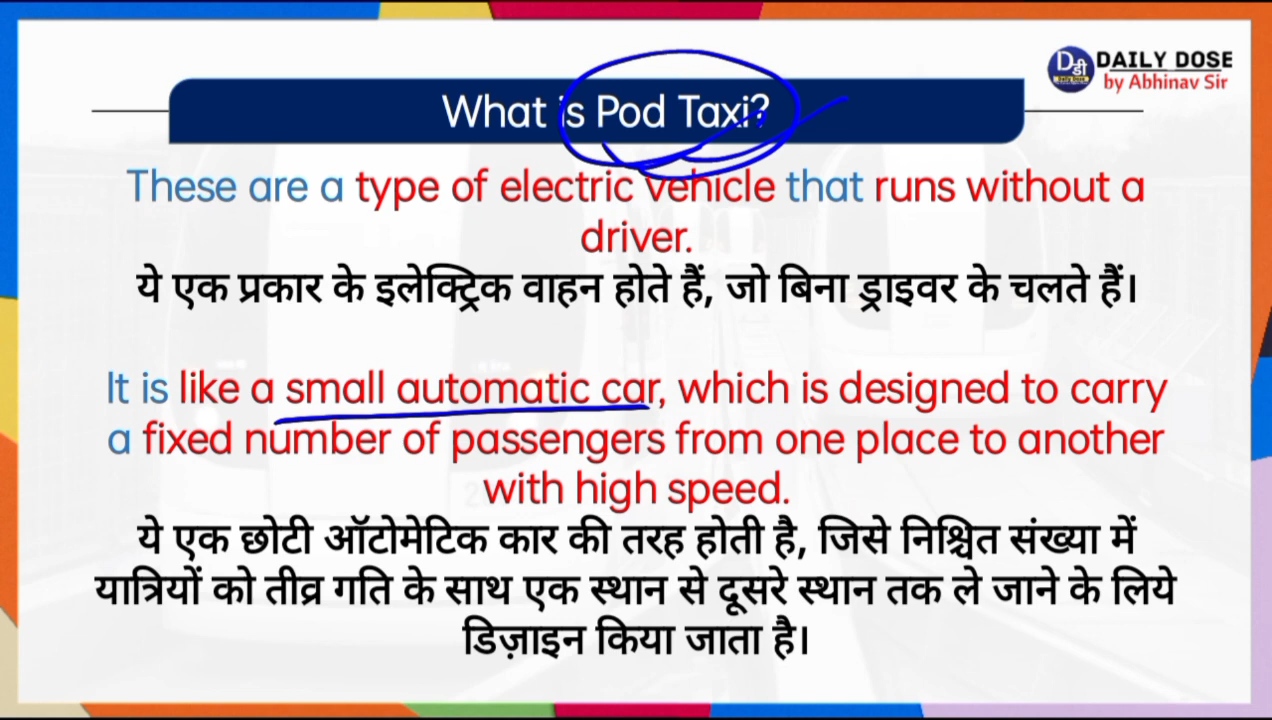 DAILY DOSE
by Abhinav Sir
What is Pod Taxi?
These are a type of electric vehicle that runs without a
driver.
ये एक प्रकार के इलेक्ट्रिक वाहन होते हैं, जो बिना ड्राइवर के चलते हैं।
It is like a small automatic car, which is designed to carry
a fixed number of passengers from one place to another
with high speed.
ये एक छोटी ऑटोमेटिक कार की तरह होती है, जिसे निश्चित संख्या में
यात्रियों को तीव्र गति के साथ एक स्थान से दूसरे स्थान तक ले जाने के लिये
डिज़ाइन किया जाता है।